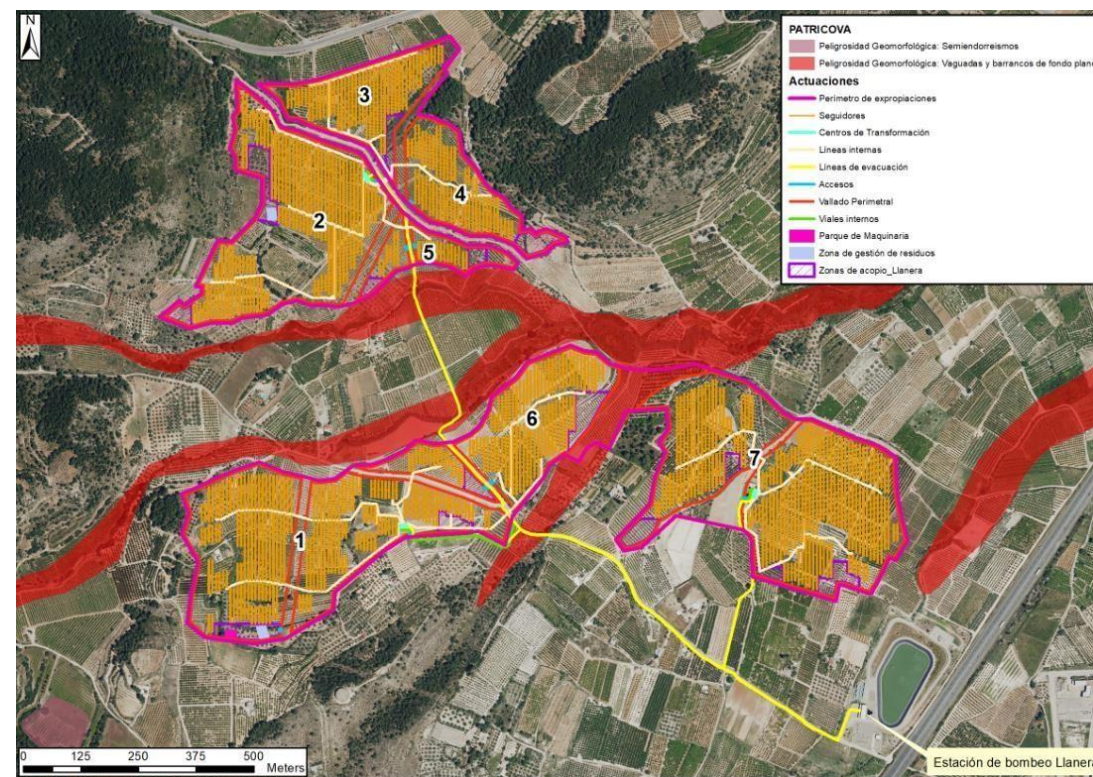 N
PATRICOVA
Peligrosidad Geomorfológica: Semiendorreismos
Peligrosidad Geomorfológica: Vaguadas y barrancos de fondo plano
Actuaciones
Perímetro de expropiaciones
Seguidores
Centros de Transformación
Líneas internas
Líneas de evacuación
Accesos
Vallado Perimetral
Viales internos
Parque de Maquinaria
Zona de gestión de residuos
Zonas de acopio_Llanera
3
2
4
5
6
7
1
0 125 250 375 500
Meters
Estación de bombeo Llanera